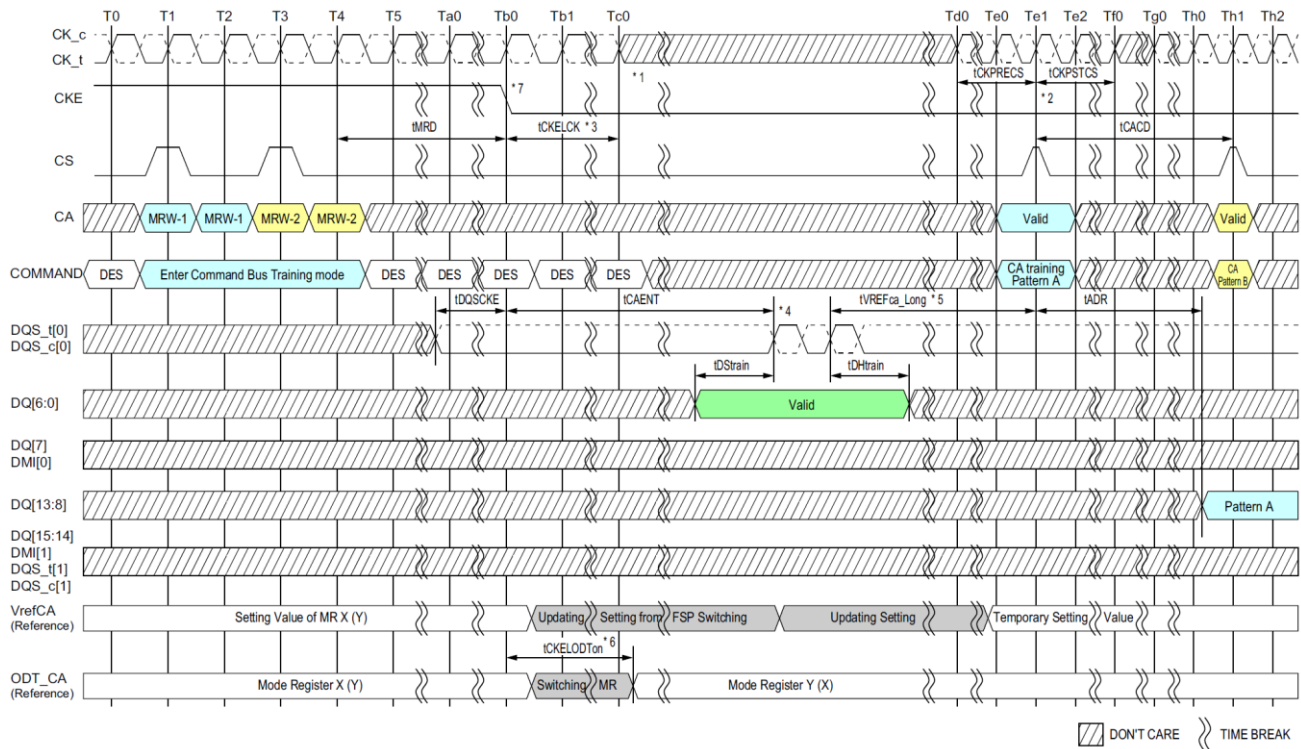 T0 T1 T2 T3 T4 T5 Ta0 Tb0 Tb1 Tc0 Td0 Te0 Te1 Te2 Tf0 Tg0 Th0 Th1 Th2
CK_c
CK_t
* 1
tCKPRECS tCKPSTCS
CKE
* 7
* 2
tMRD tCKELCK * 3 tCACD
CS
CA MRW-1 MRW-1 MRW-2 MRW-2 Valid Valid
COMMAND DES Enter Command Bus Training mode DES DES DES DES DES CA training
Pattern A CA
Pattern B
tDQSCKE tCAENT * 4 tVREFca_Long * 5 tADR
DQS_t[0]
DQS_c[0]
tDStrain tDHtrain
DQ[6:0] Valid
DQ[7]
DMI[0]
DQ[13:8] Pattern A
DQ[15:14]
DMI[1]
DQS_t[1]
DQS_c[1]
VrefCA
(Reference)
Setting Value of MR X (Y) Updating Setting from FSP Switching Updating Setting Temporary Setting Value
tCKELODTon * 6
ODT_CA
(Reference)
Mode Register X (Y) Switching MR Mode Register Y (X)
DON'T CARE TIME BREAK